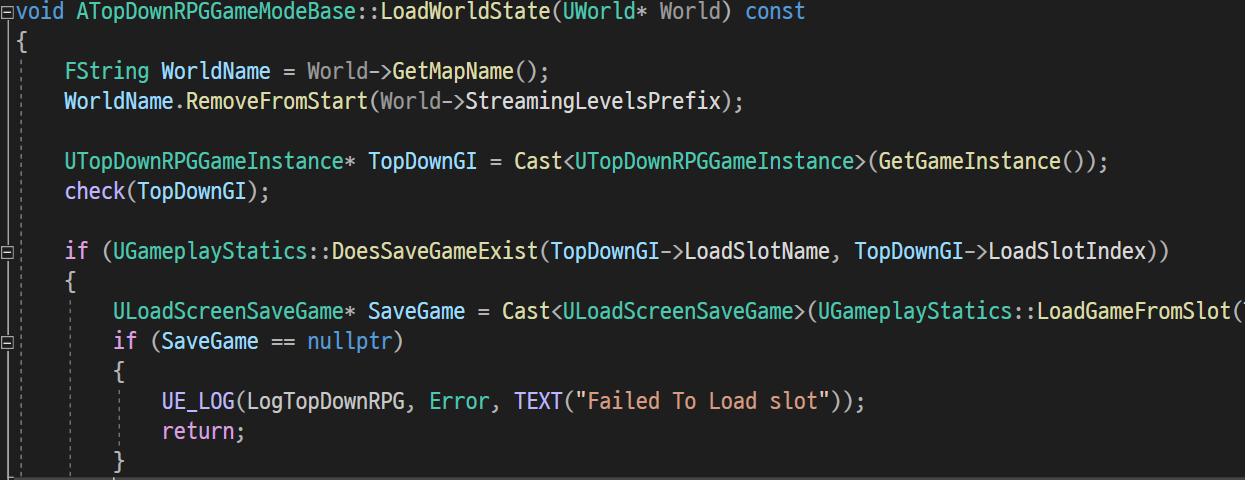 void ATopDownRPGGameModeBase::LoadWorldState(UWorld* World) const
{
FString WorldName = World->GetMapName();
WorldName.RemoveFromStart(World->StreamingLevelsPrefix);
UTopDownRPGGameInstance* TopDownGI = Cast<UTopDownRPGGameInstance>(GetGameInstance());
check(TopDownGI);
if (UGameplayStatics::DoesSaveGameExist(TopDownGI->LoadSlotName, TopDownGI->LoadSlotIndex))
{
ULoadScreenSaveGame* SaveGame = Cast<ULoadScreenSaveGame>(UGameplayStatics::LoadGameFromSlot(
if (SaveGame == nullptr)
{
UE_LOG(LogTopDownRPG, Error, TEXT("Failed To Load slot"));
return;
}